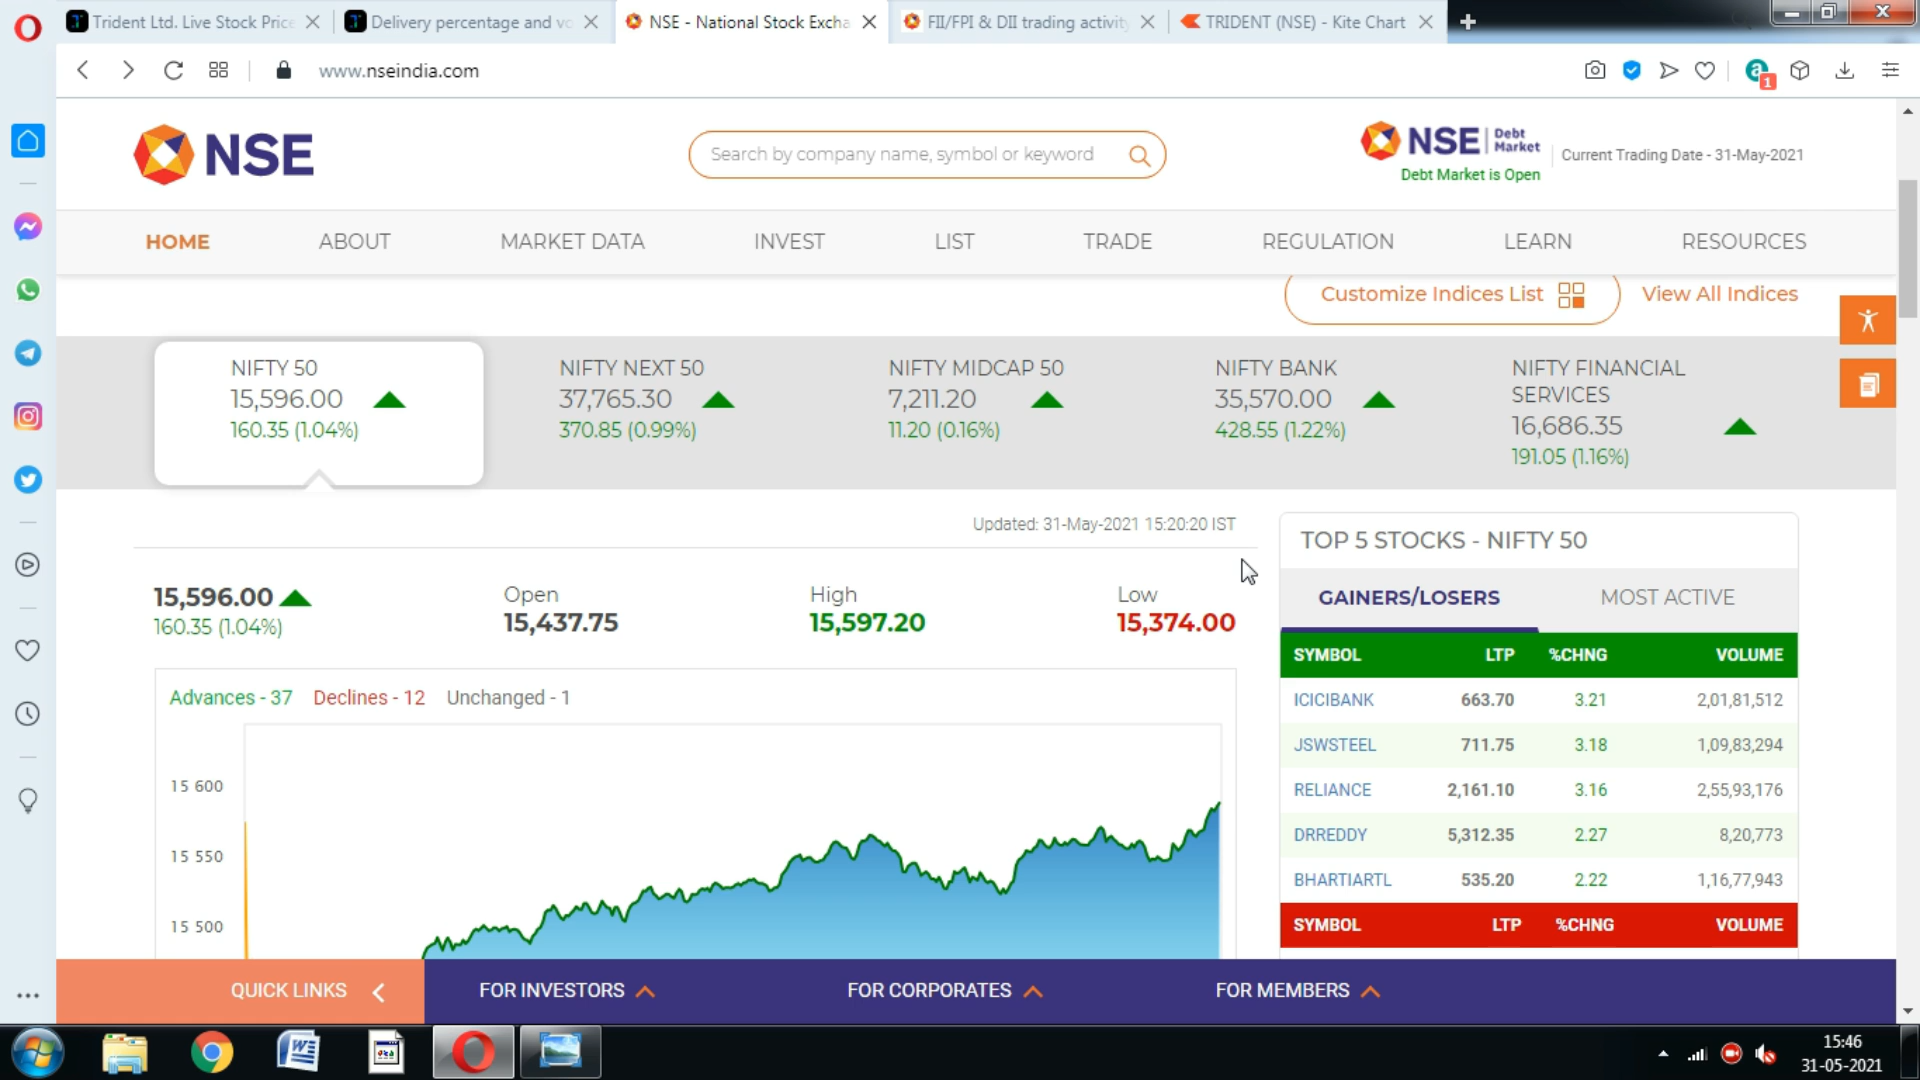 Trident Ltd. Live Stock Price
Delivery percentage and vo
NSE - National Stock Excha
FII/FPI & DII trading activity
TRIDENT (NSE) - Kite Chart
www.nseindia.com
a
1
NSE
Search by company name, symbol or keyword
NSE
Debt
Market
Debt Market is Open
Current Trading Date - 31-May-2021
HOME
ABOUT
MARKET DATA
INVEST
LIST
TRADE
REGULATION
LEARN
RESOURCES
Customize Indices List
View All Indices
NIFTY 50
15,596.00
160.35 (1.04%)
NIFTY NEXT 50
37,765.30
370.85 (0.99%)
NIFTY MIDCAP 50
7,211.20
11.20 (0.16%)
NIFTY BANK
35,570.00
428.55 (1.22%)
NIFTY FINANCIAL
SERVICES
16,686.35
191.05 (1.16%)
Updated: 31-May-2021 15:20:20 IST
15,596.00
160.35 (1.04%)
Open
15,437.75
High
15,597.20
Low
15,374.00
Advances - 37 Declines - 12 Unchanged - 1
15 600
15 550
15 500
TOP 5 STOCKS - NIFTY 50
GAINERS/LOSERS
MOST ACTIVE
SYMBOL LTP %CHNG VOLUME
ICICIBANK 663.70 3.21 2,01,81,512
JSWSTEEL 711.75 3.18 1,09,83,294
RELIANCE 2,161.10 3.16 2,55,93,176
DRREDDY 5,312.35 2.27 8,20,773
BHARTIARTL 535.20 2.22 1,16,77,943
SYMBOL LTP %CHNG VOLUME
QUICK LINKS
FOR INVESTORS
FOR CORPORATES
FOR MEMBERS
15:46
31-05-2021